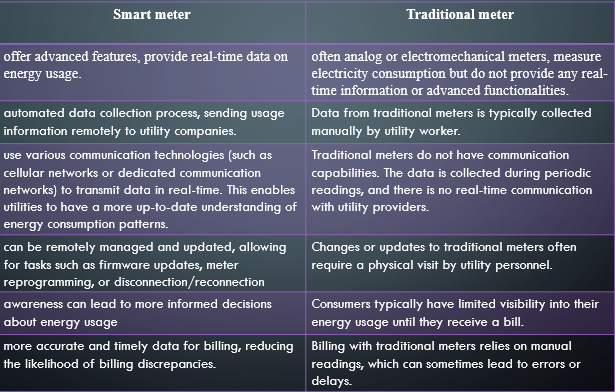 Smart meter
Traditional meter
offer advanced features, provide real-time data on
energy usage.
often analog or electromechanical meters, measure
electricity consumption but do not provide any real-
time information or advanced functionalities.
automated data collection process, sending usage
information remotely to utility companies.
Data from traditional meters is typically collected
manually by utility worker.
use various communication technologies (such as
cellular networks or dedicated communication
networks) to transmit data in real-time. This enables
utilities to have a more up-to-date understanding of
energy consumption patterns.
Traditional meters do not have communication
capabilities. The data is collected during periodic
readings, and there is no real-time communication
with utility providers.
can be remotely managed and updated, allowing
for tasks such as firmware updates, meter
reprogramming, or disconnection/reconnection
Changes or updates to traditional meters often
require a physical visit by utility personnel.
awareness can lead to more informed decisions
about energy usage
Consumers typically have limited visibility into their
energy usage until they receive a bill.
more accurate and timely data for billing, reducing
the likelihood of billing discrepancies.
Billing with traditional meters relies on manual
readings, which can sometimes lead to errors or
delays.